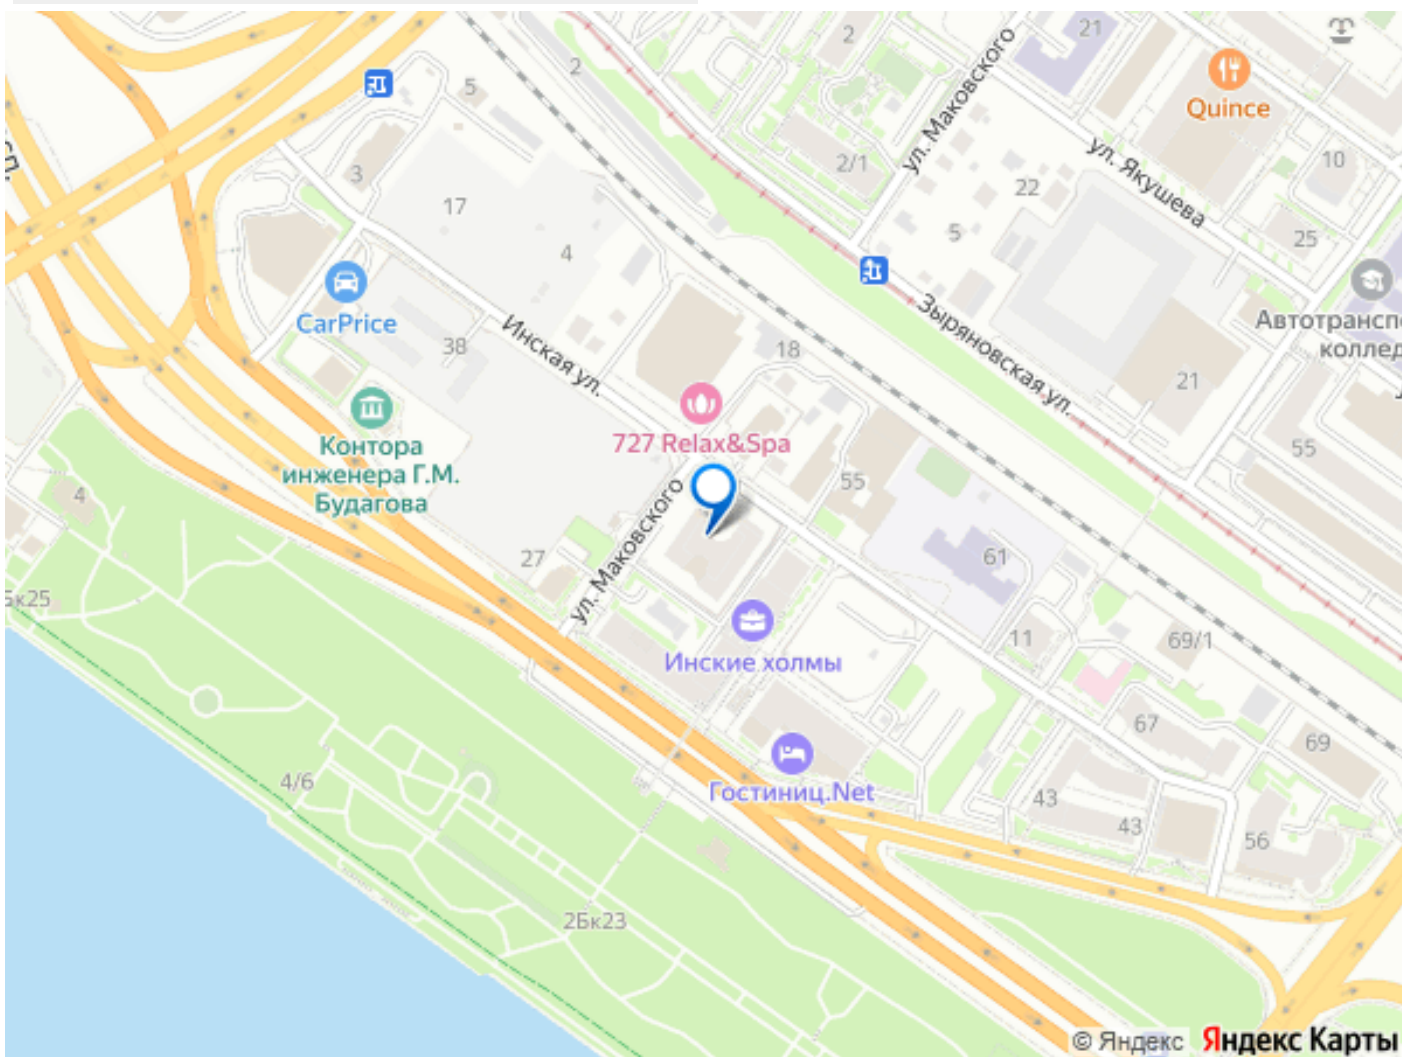 2
2
21
5
Quince
ул. Маковского
2/1
10
3
22
ул. Якушева
17
5
25
4
CarPrice
Зыряновская ул.
Автотранспо
коллед
38
Инская ул.
18
21
727 Relax&Spa
Контора
инженера Г.М.
Будагова
55
55
4
ул. Маковского
27
61
5к25
11
69/1
Инские холмы
67
69
4/6
Гостиниц.Net
43
43
56
2Бк23
© Яндекс Яндекс Карты